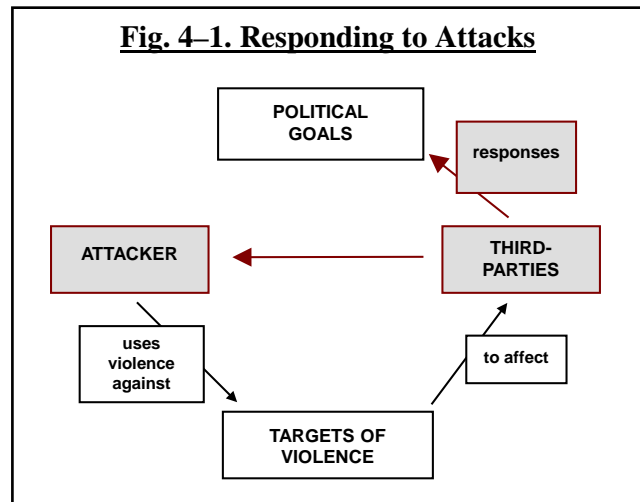 Fig. 4–1. Responding to Attacks
POLITICAL
GOALS
responses
ATTACKER
THIRD-
PARTIES
uses
violence
against
to affect
TARGETS OF
VIOLENCE